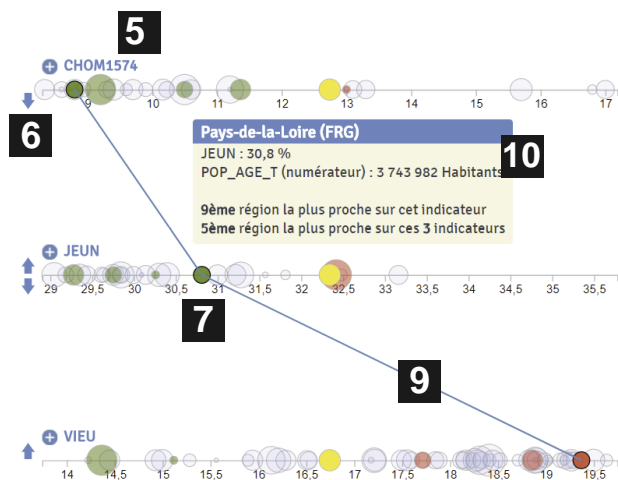 5
CHOM1574
9 10 11 12 13 14 15 16 17
6
Pays-de-la-Loire (FRG)
10
JEUN : 30,8 %
POP_AGE_T (numérateur) : 3 743 982 Habitants
9ème région la plus proche sur cet indicateur
5ème région la plus proche sur ces 3 indicateurs
JEUN
29 29,5 30 30,5 31 31,5 32 32,5 33 33,5 34 34,5 35 35,5
7
9
VIEU
14 14,5 15 15,5 16 16,5 17 17,5 18 18,5 19 19,5